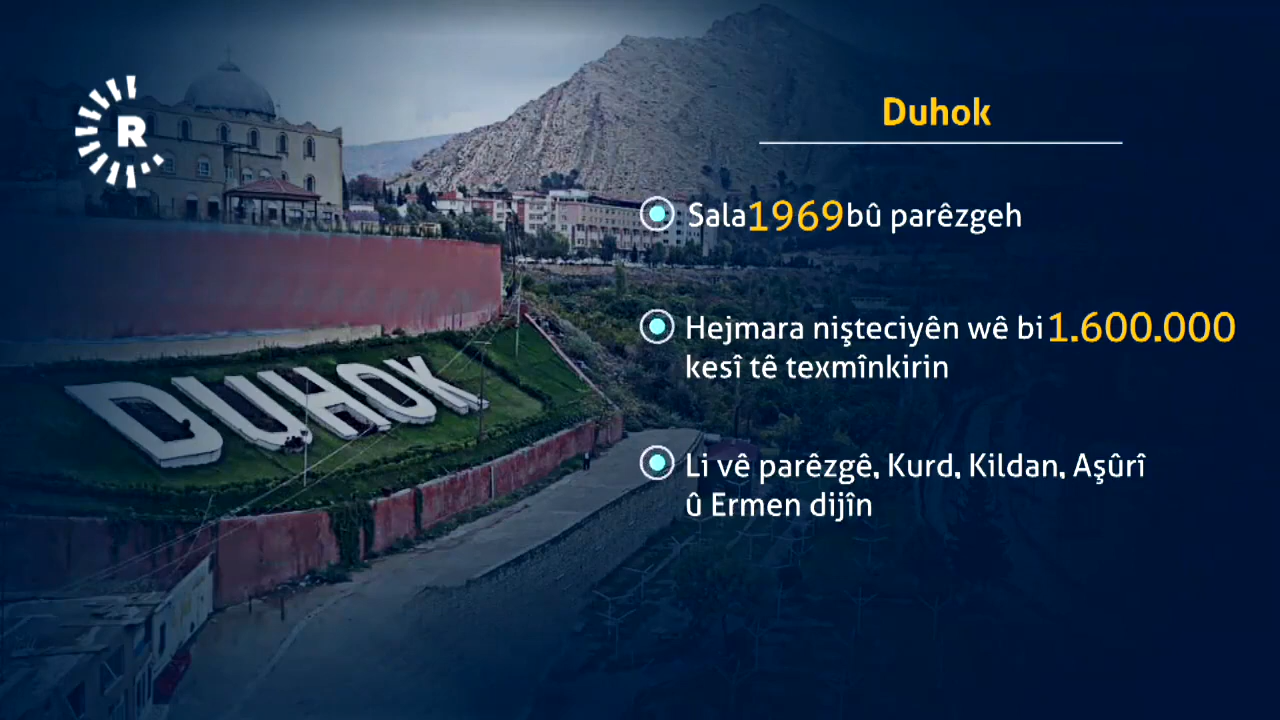 R
Duhok
Sala 1969 bû parêzgeh
Hejmara nişteciyên wê bi 1.600.000
kesî tê texmînkirin
Li vê parêzgê, Kurd, Kildan, Aşûrî
û Ermen dijîn
DUHOK